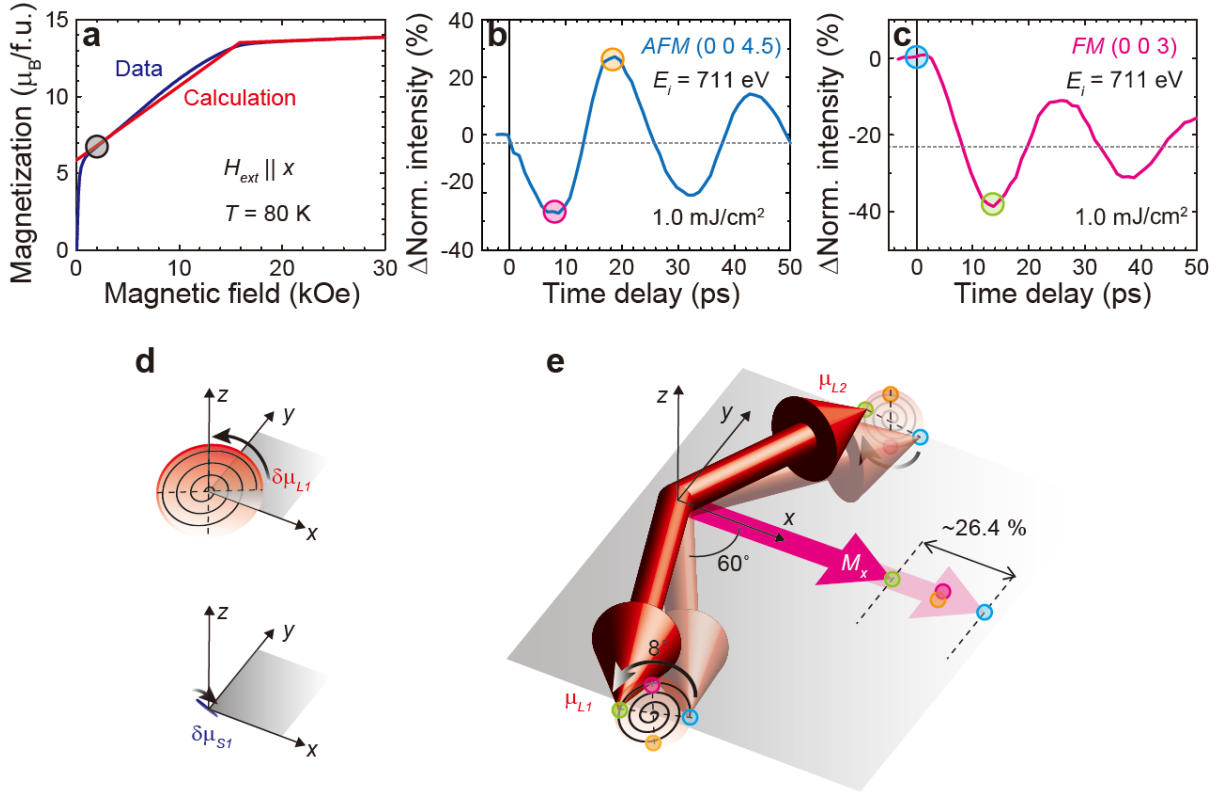 a
Magnetization (μB/f.u.)
15
10
5
0
0
10
20
30
Magnetic field (kOe)
Data
Calculation
Hext || x
T = 80 K
b
ΔNorm. intensity (%)
40
20
0
-20
-40
0
10
20
30
40
50
Time delay (ps)
AFM (0 0 4.5)
Ei = 711 eV
1.0 mJ/cm²
c
ΔNorm. intensity (%)
0
-20
-40
0
10
20
30
40
50
Time delay (ps)
FM (0 0 3)
Ei = 711 eV
1.0 mJ/cm²
d
z
y
δμL1
x
z
y
δμS1
x
e
μL2
z
y
x
60°
~26.4 %
Mx
8°
μL1